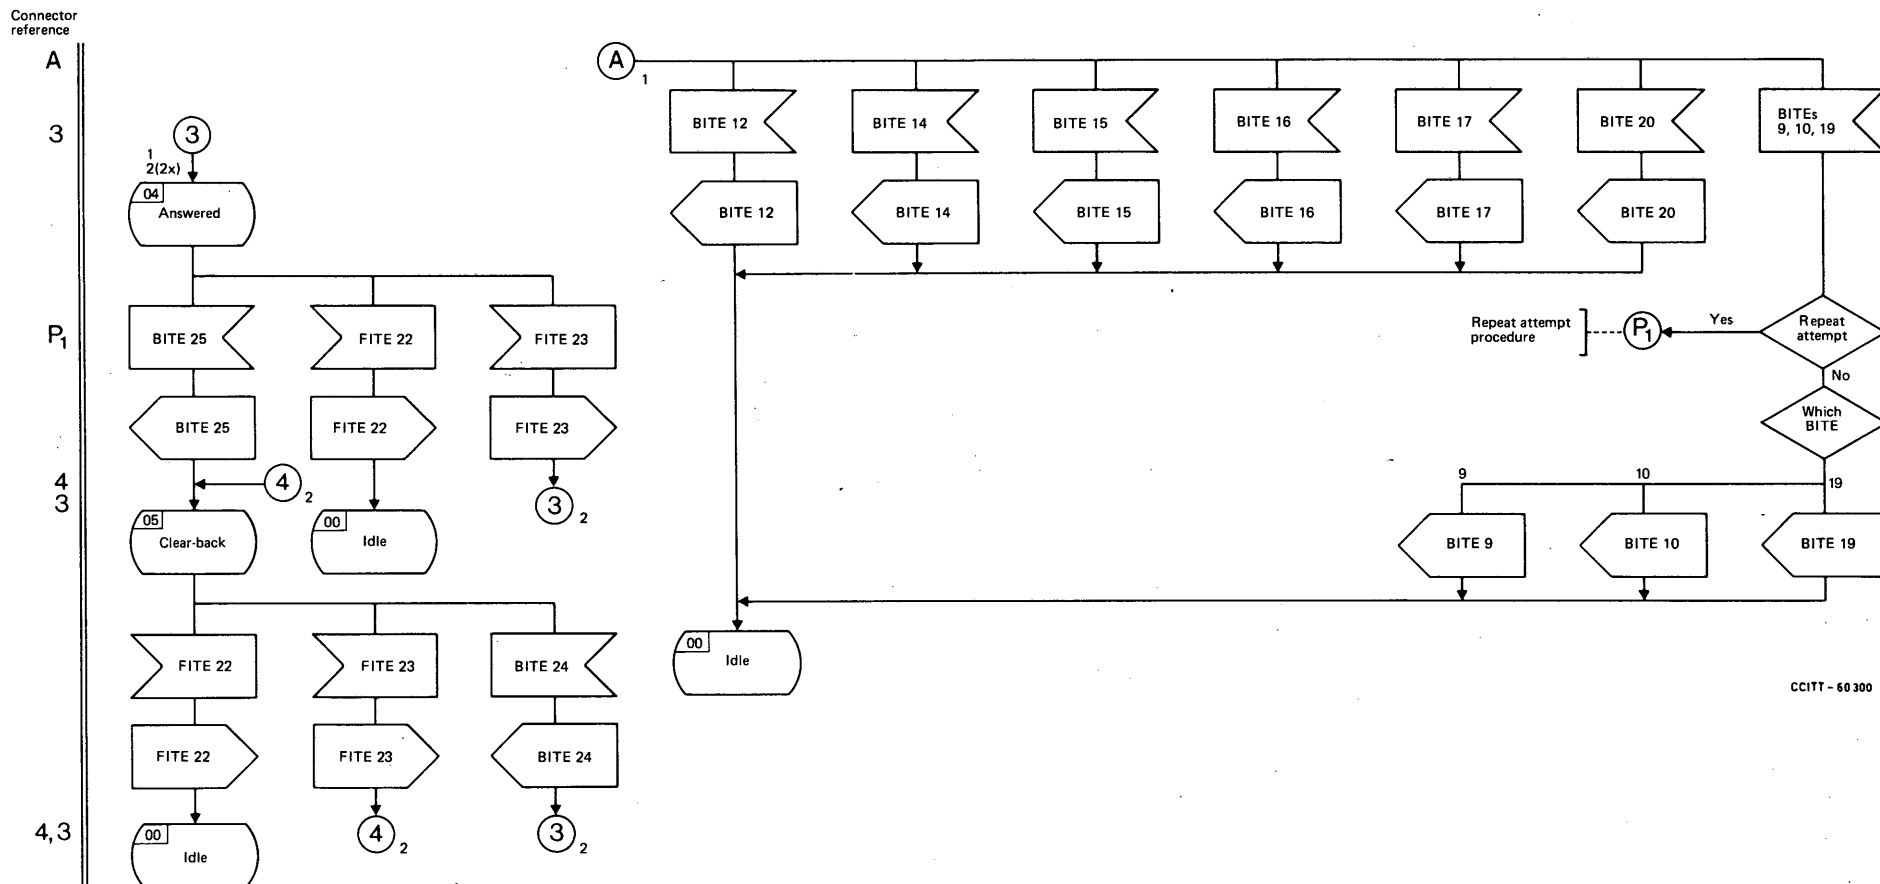 Connector
reference
A
3
P1
4
3
4, 3
3
1
2(2x)
04
Answered
BITE 25
FITE 22
FITE 23
BITE 25
FITE 22
FITE 23
4
2
3
2
05
Clear-back
00
Idle
FITE 22
FITE 23
BITE 24
FITE 22
FITE 23
BITE 24
4
2
3
2
00
Idle
A
1
BITE 12
BITE 14
BITE 15
BITE 16
BITE 17
BITE 20
BITEs
9, 10, 19
BITE 12
BITE 14
BITE 15
BITE 16
BITE 17
BITE 20
Repeat attempt
procedure
P1
Yes
Repeat
attempt
No
Which
BITE
9
10
19
BITE 9
BITE 10
BITE 19
00
Idle
CCITT - 60 300